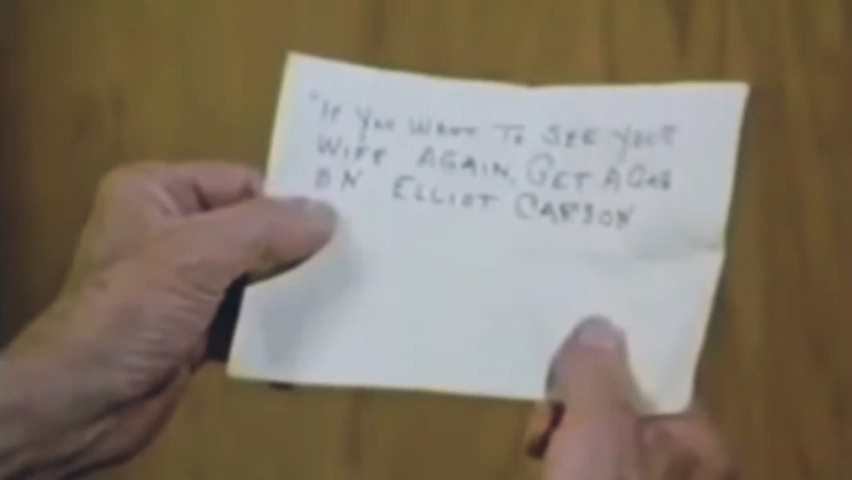 "If You Want To SEE YOUR
WIFE AGAIN, GET A GAG
ON ELLIOT CARSON